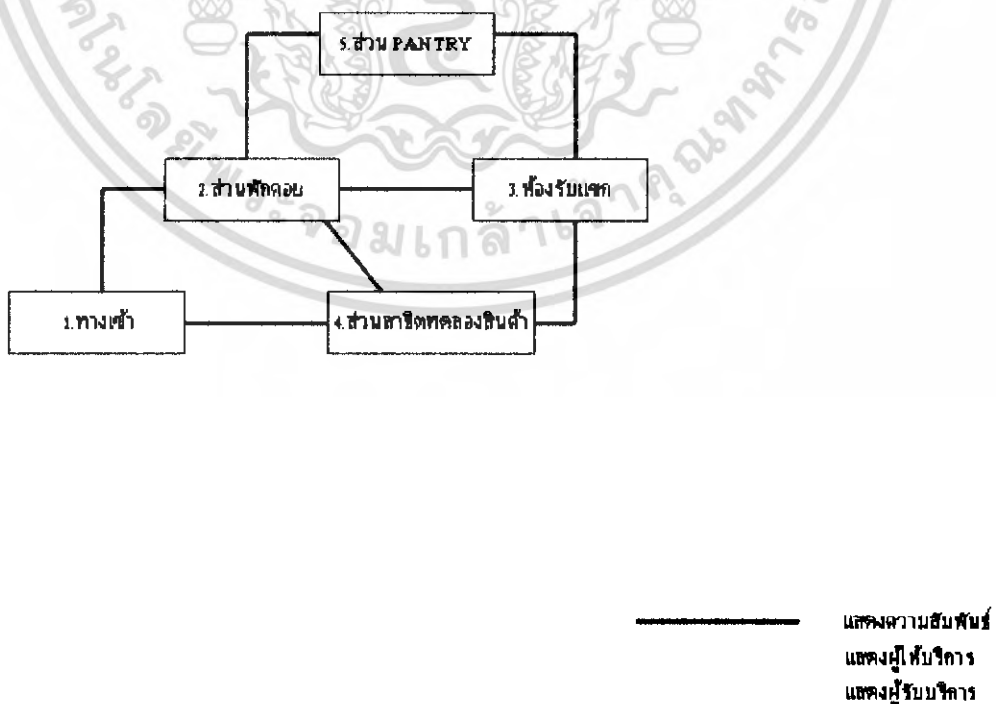 5.ส่วน PANTRY
2.ส่วนพักคอย
3.ห้องรับแขก
1.ทางเข้า
4.ส่วนสาธิตทดลองสินค้า
แสดงความสัมพันธ์
แสดงผู้ให้บริการ
แสดงผู้รับบริการ